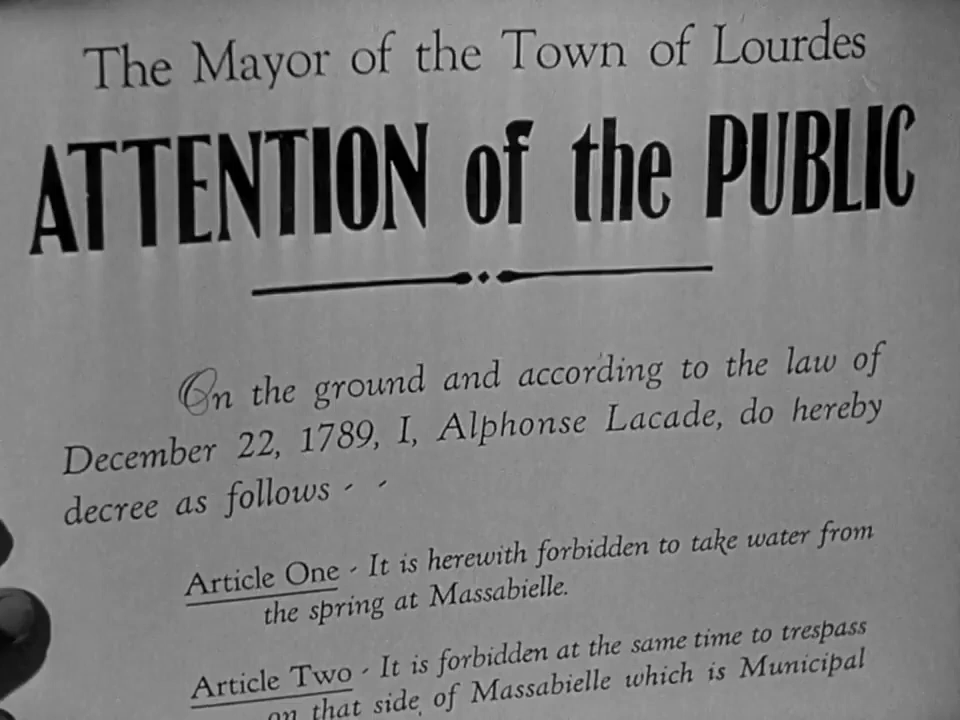 The Mayor of the Town of Lourdes
ATTENTION of the PUBLIC
On the ground and according to the law of
December 22, 1789, I, Alphonse Lacade, do hereby
decree as follows - -
Article One - It is herewith forbidden to take water from
the spring at Massabielle.
Article Two - It is forbidden at the same time to trespass
on that side of Massabielle which is Municipal